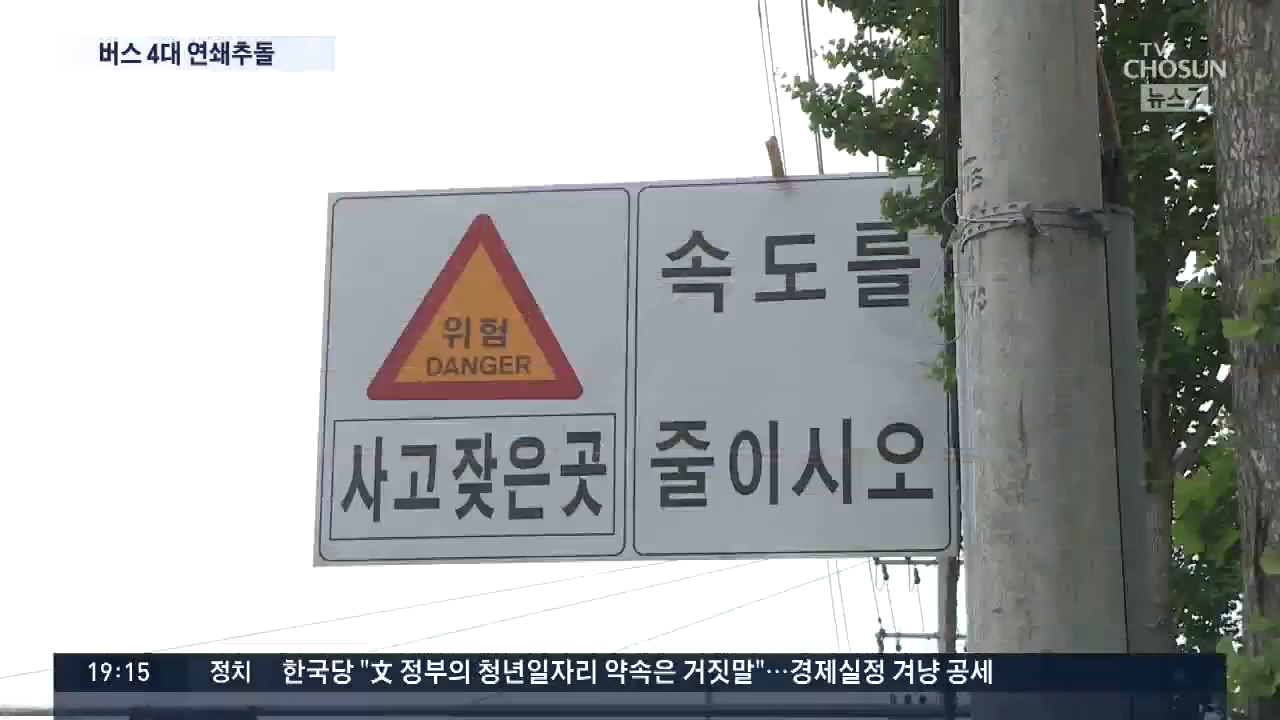 버스 4대 연쇄추돌
TV
CHOSUN
뉴스7
위험
DANGER
사고잦은곳
속도를
줄이시오
19:15 정치 한국당 "文 정부의 청년일자리 약속은 거짓말"…경제실정 겨냥 공세